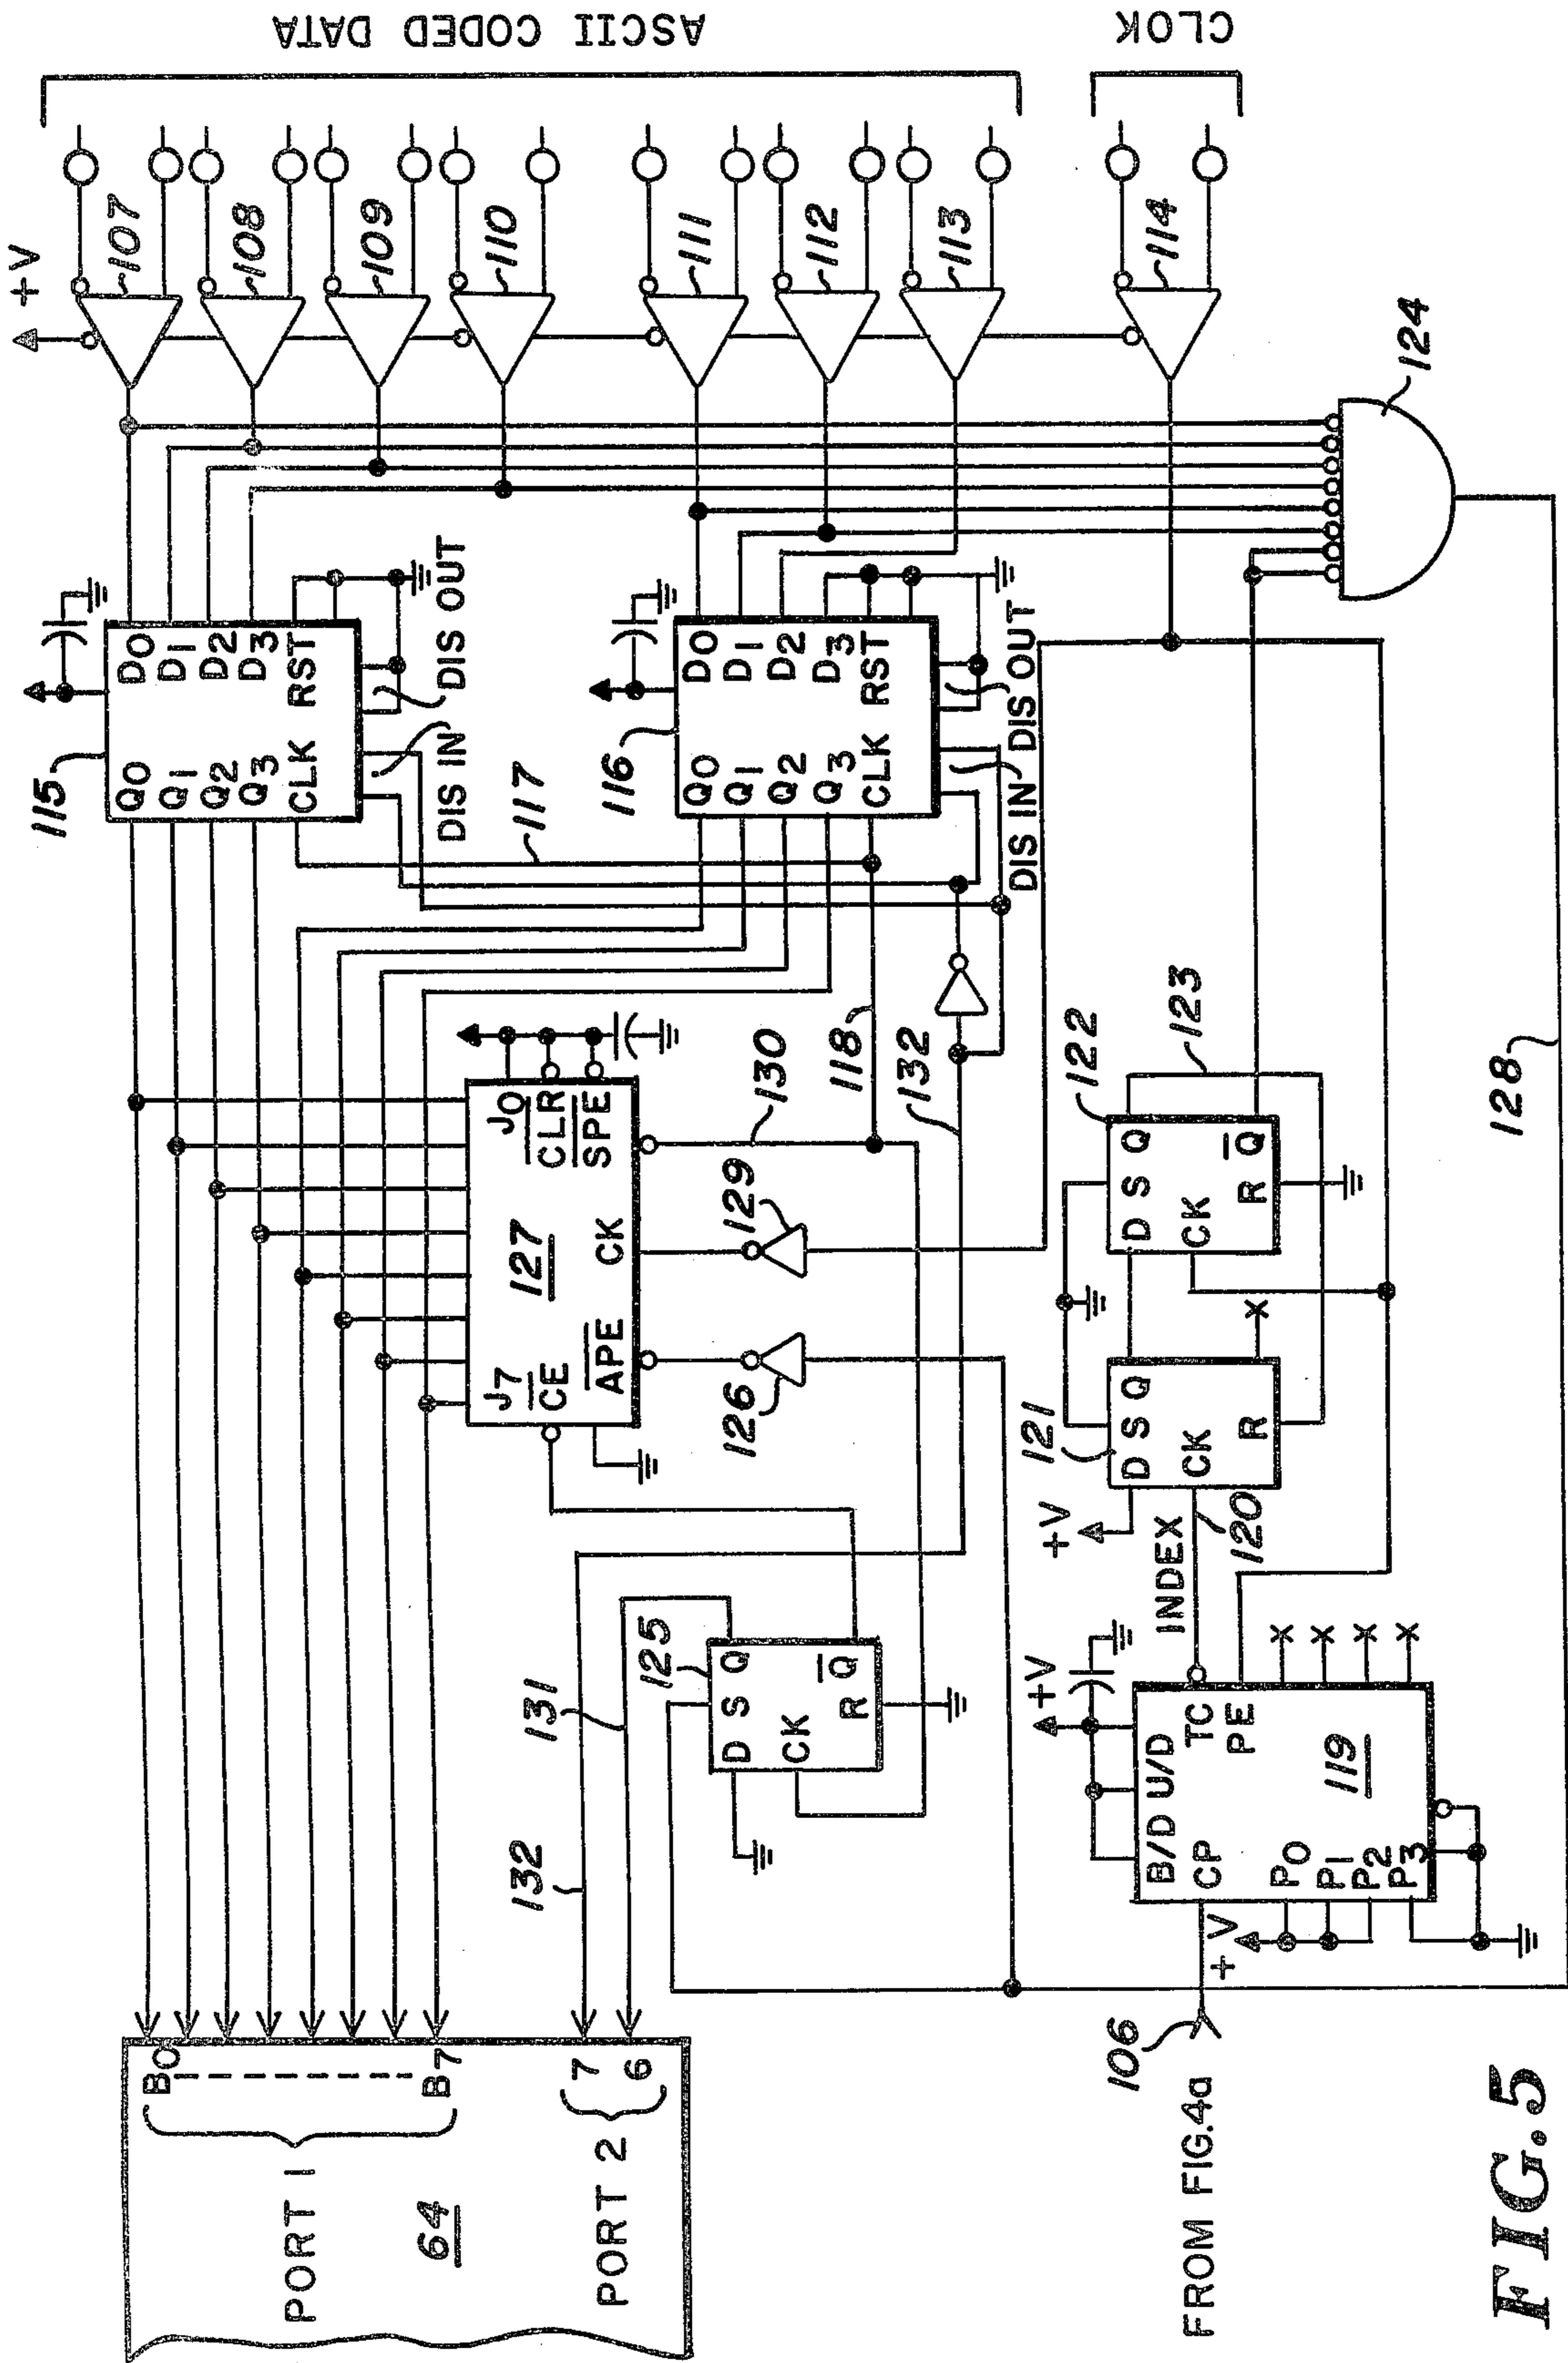 ASCII CODED DATA
CLOK
+V
107
108
109
110
111
112
113
114
124
115
Q0
Q1
Q2
Q3
CLK
D0
D1
D2
D3
RST
DIS IN
DIS OUT
117
116
Q0
Q1
Q2
Q3
CLK
D0
D1
D2
D3
RST
DIS IN
DIS OUT
118
130
132
J0
CLR
SPE
127
CK
J7
CE
APE
129
126
122
D S Q
CK
R Q
123
121
D S Q
CK
R
+V
INDEX
120
128
125
D S Q
CK
R Q
131
132
+V
B/D U/D
CP
TC
PE
P0
P1
P2
P3
119
+V
106
FROM FIG.4a
B0
B7
PORT 1
64
7
6
PORT 2
FIG.5